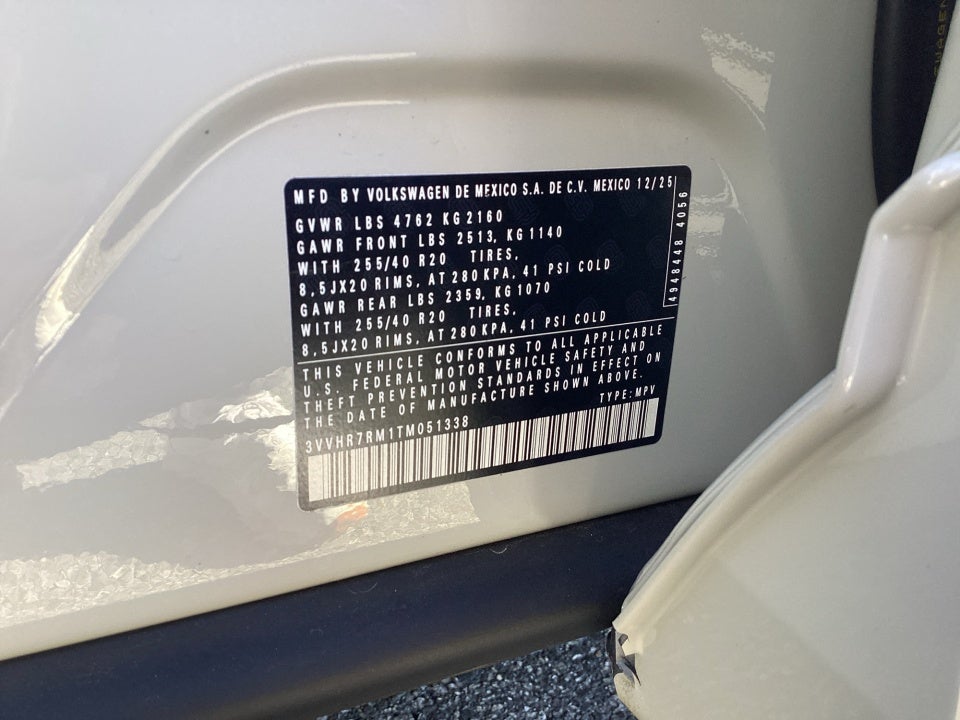 MFD BY VOLKSWAGEN DE MEXICO S.A. DE C.V. MEXICO 12/25
GVWR LBS 4762 KG 2160
GAWR FRONT LBS 2513, KG 1140
WITH 255/40 R20 TIRES,
8,5JX20 RIMS, AT 280 KPA, 41 PSI COLD
GAWR REAR LBS 2359, KG 1070
WITH 255/40 R20 TIRES,
8,5JX20 RIMS, AT 280 KPA, 41 PSI COLD
4948448 4056
THIS VEHICLE CONFORMS TO ALL APPLICABLE
U.S. FEDERAL MOTOR VEHICLE SAFETY AND
THEFT PREVENTION STANDARDS IN EFFECT ON
THE DATE OF MANUFACTURE SHOWN ABOVE.
TYPE: MPV
3VVHR7RM1TM051338